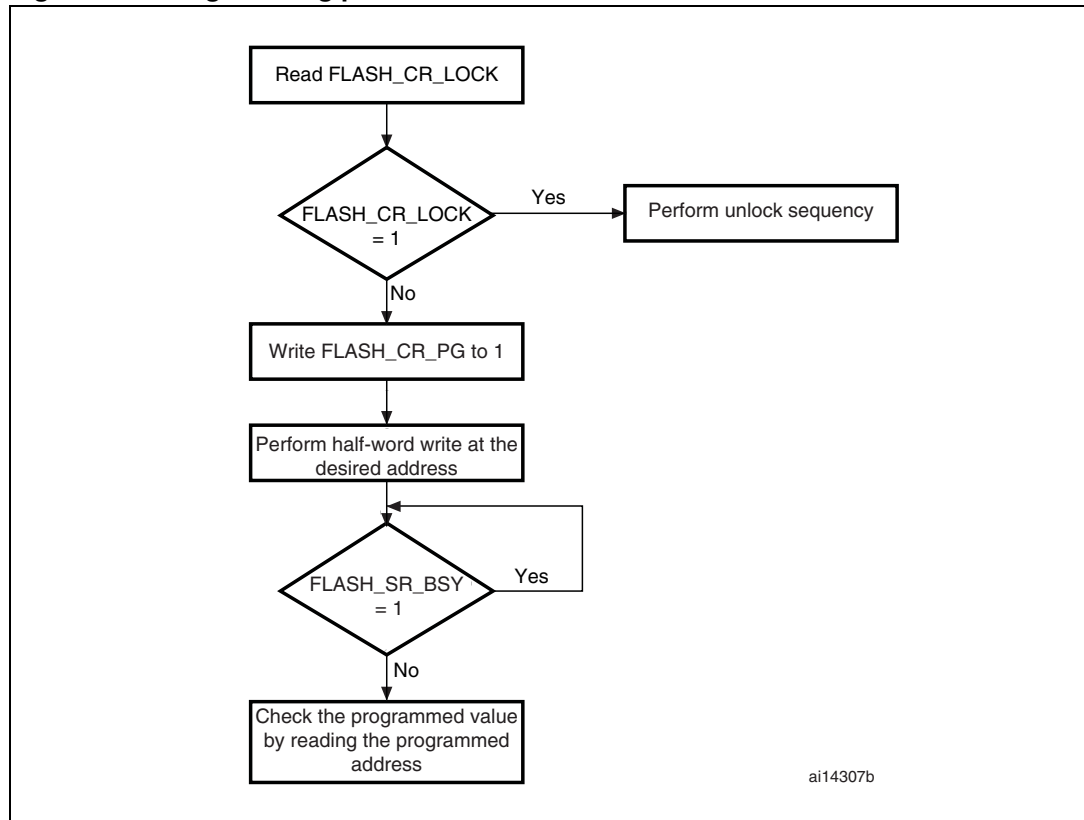 Read FLASH_CR_LOCK
FLASH_CR_LOCK
= 1
Yes
Perform unlock sequency
No
Write FLASH_CR_PG to 1
Perform half-word write at the
desired address
FLASH_SR_BSY
= 1
Yes
No
Check the programmed value
by reading the programmed
address
ai14307b